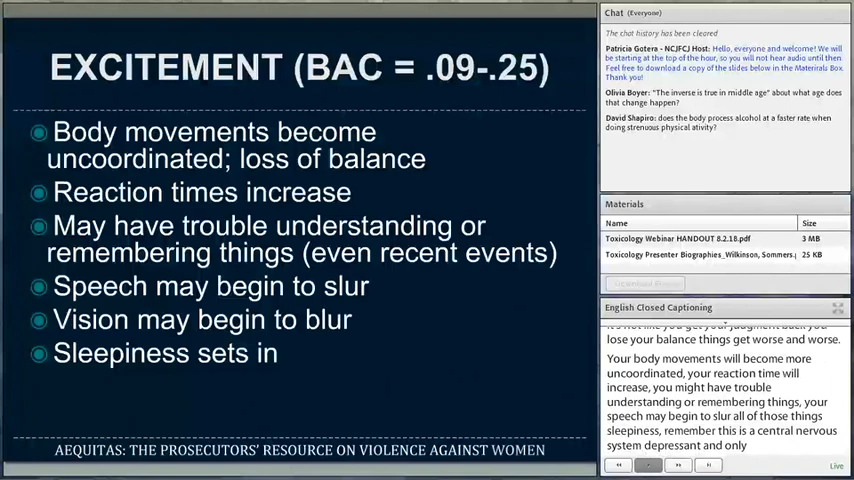 EXCITEMENT (BAC = .09-.25)
Body movements become
uncoordinated; loss of balance
Reaction times increase
May have trouble understanding or
remembering things (even recent events)
Speech may begin to slur
Vision may begin to blur
Sleepiness sets in
AEQUITAS: THE PROSECUTORS' RESOURCE ON VIOLENCE AGAINST WOMEN
Chat (Everyone)
The chat history has been cleared
Patricia Gotera - NCJFCJ Host: Hello, everyone and welcome! We will
be starting at the top of the hour, so you will not hear audio until then.
Feel free to download a copy of the slides below in the Materials Box.
Thank you!
Olivia Boyer: "The inverse is true in middle age" about what age does
that change happen?
David Shapiro: does the body process alcohol at a faster rate when
doing strenuous physical ativity?
Materials
Name Size
Toxicology Webinar HANDOUT 8.2.18.pdf 3 MB
Toxicology Presenter Biographies_Wilkinson, Sommers.p 25 KB
English Closed Captioning
it's not like you get your judgment back you
lose your balance things get worse and worse.
Your body movements will become more
uncoordinated, your reaction time will
increase, you might have trouble
understanding or remembering things, your
speech may begin to slur all of those things
sleepiness, remember this is a central nervous
system depressant and only
Live